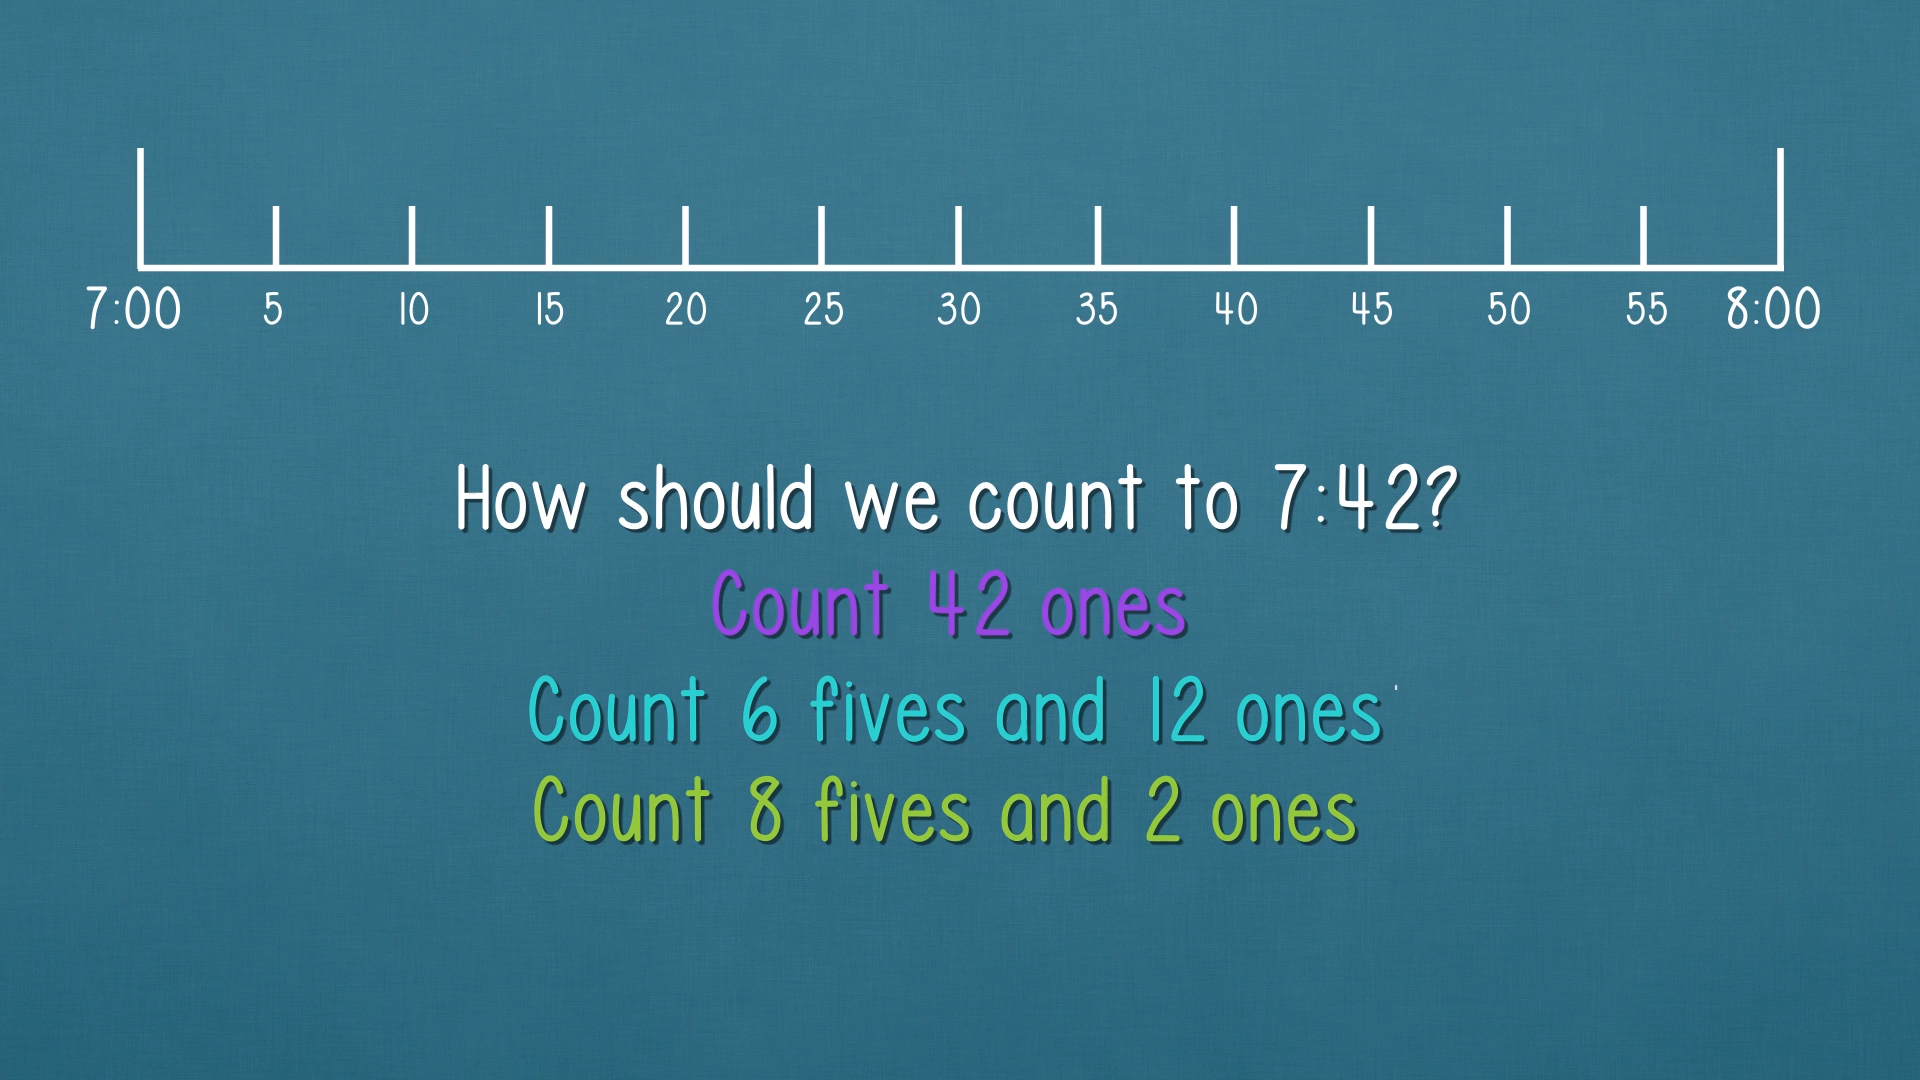 7:00 5 10 15 20 25 30 35 40 45 50 55 8:00
How should we count to 7:42?
Count 42 ones
Count 6 fives and 12 ones
Count 8 fives and 2 ones